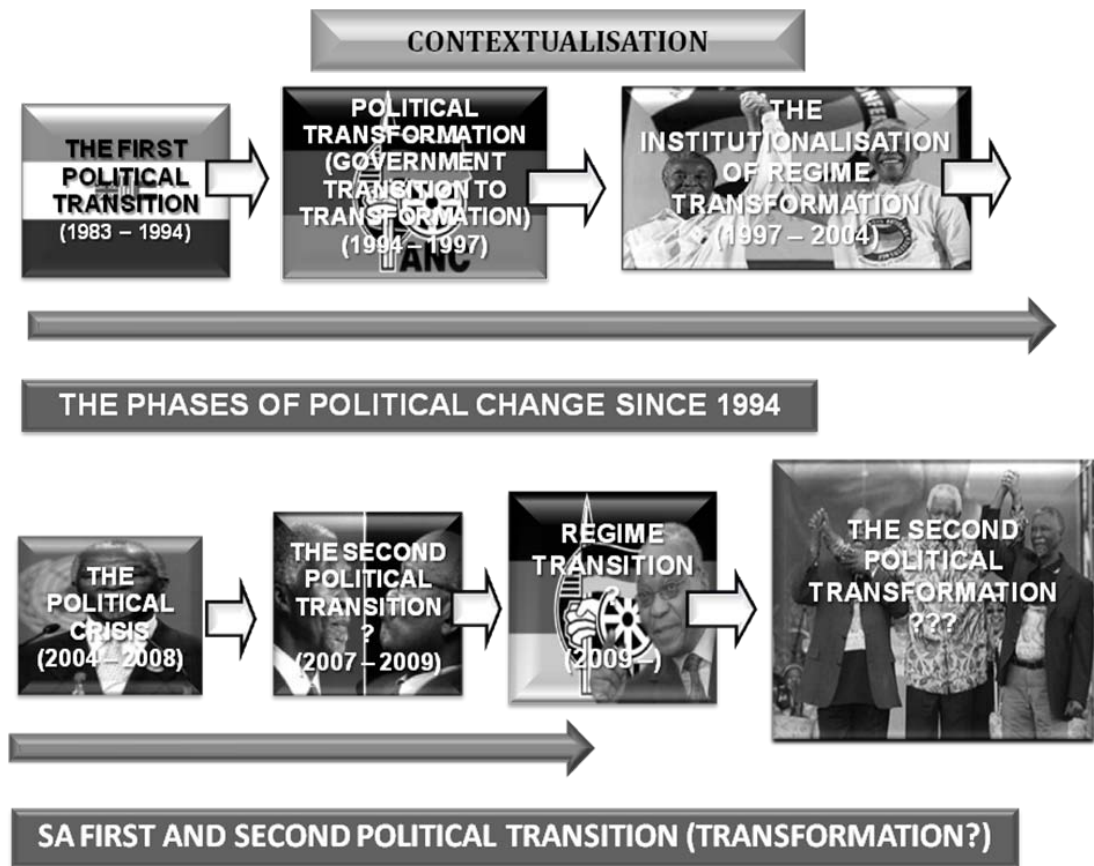 CONTEXTUALISATION
THE FIRST
POLITICAL
TRANSITION
(1983 – 1994)
POLITICAL
TRANSFORMATION
(GOVERNMENT
TRANSITION TO
TRANSFORMATION)
(1994 – 1997)
ANC
THE
INSTITUTIONALISATION
OF REGIME
TRANSFORMATION
(1997 – 2004)
THE PHASES OF POLITICAL CHANGE SINCE 1994
THE
POLITICAL
CRISIS
(2004 – 2008)
THE SECOND
POLITICAL
TRANSITION
?
(2007 – 2009)
REGIME
TRANSITION
?
(2009 –)
THE SECOND
POLITICAL
TRANSFORMATION
???
SA FIRST AND SECOND POLITICAL TRANSITION (TRANSFORMATION?)